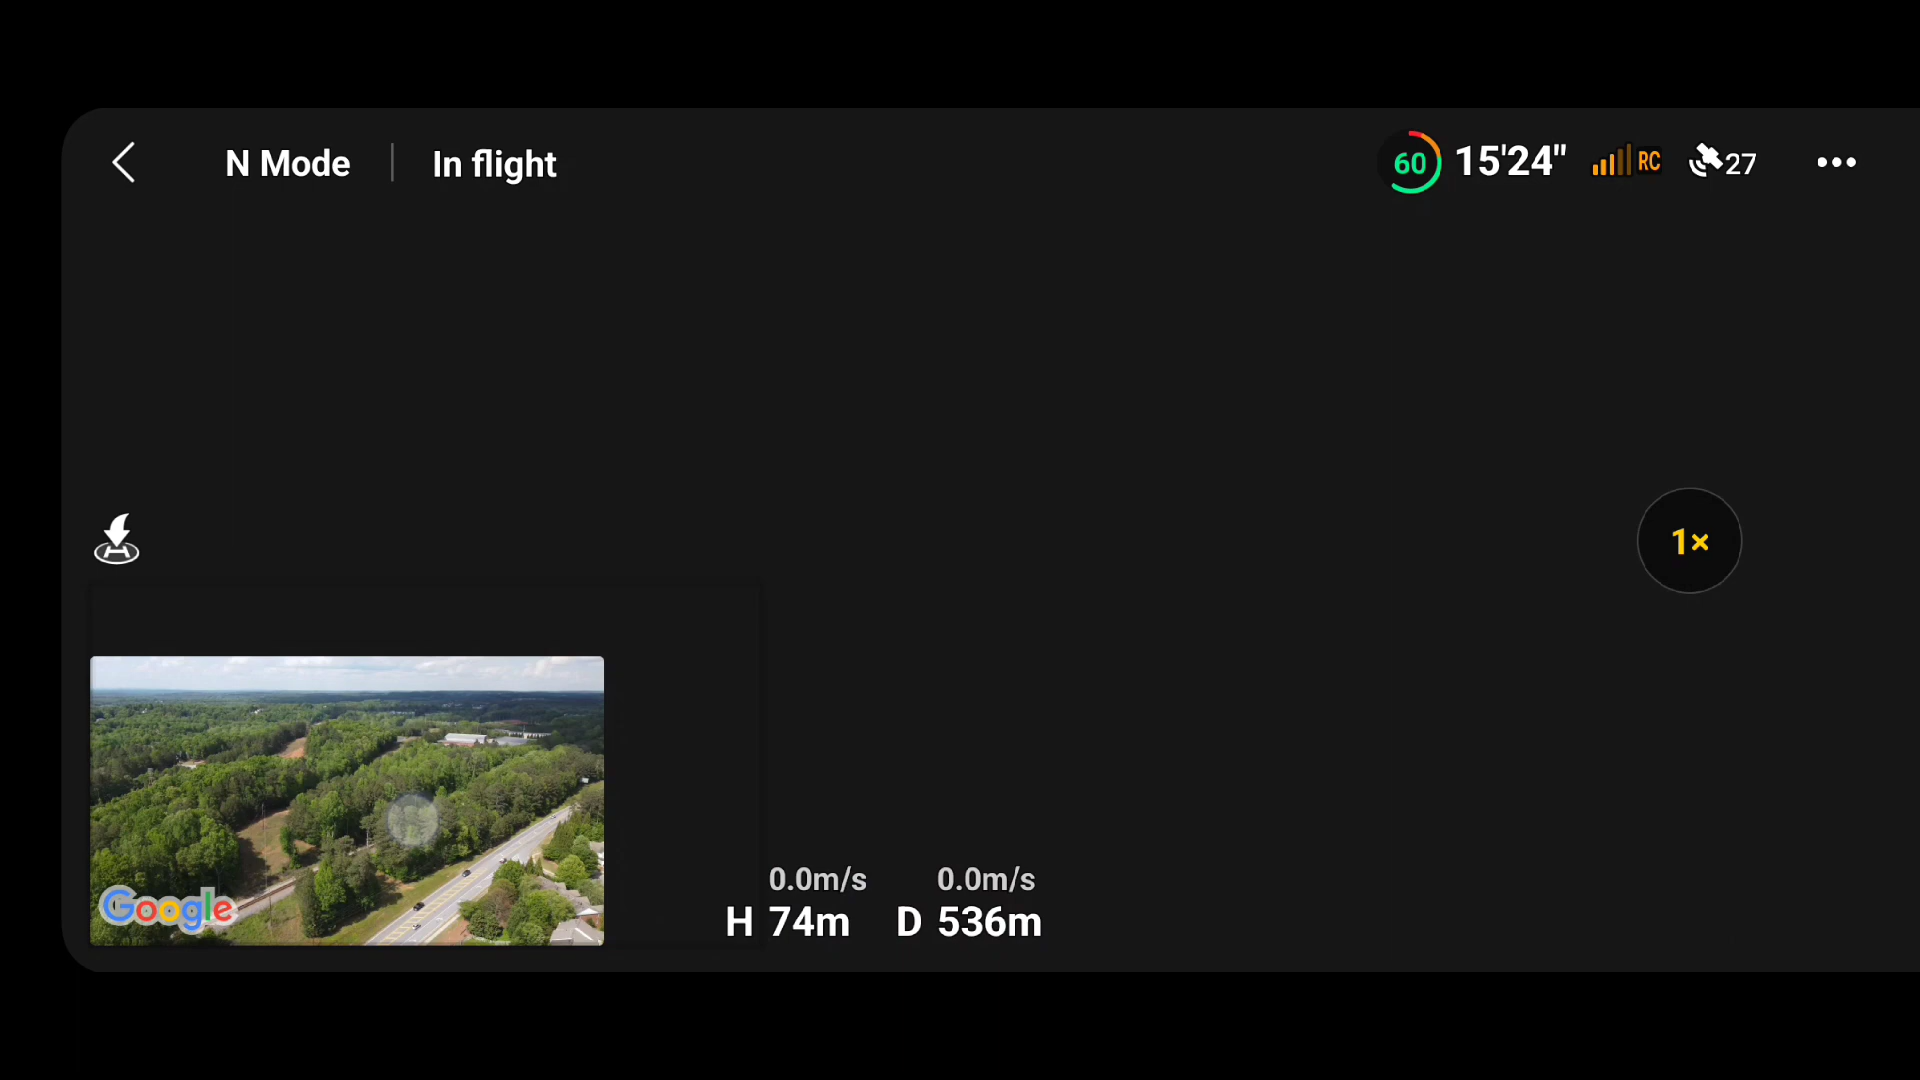 N Mode | In flight
60 15'24" RC 27
1×
Google
0.0m/s 0.0m/s
H 74m D 536m